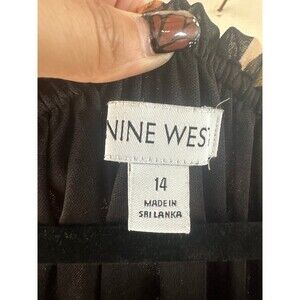 NINE WEST
14
MADE IN
SRI LANKA